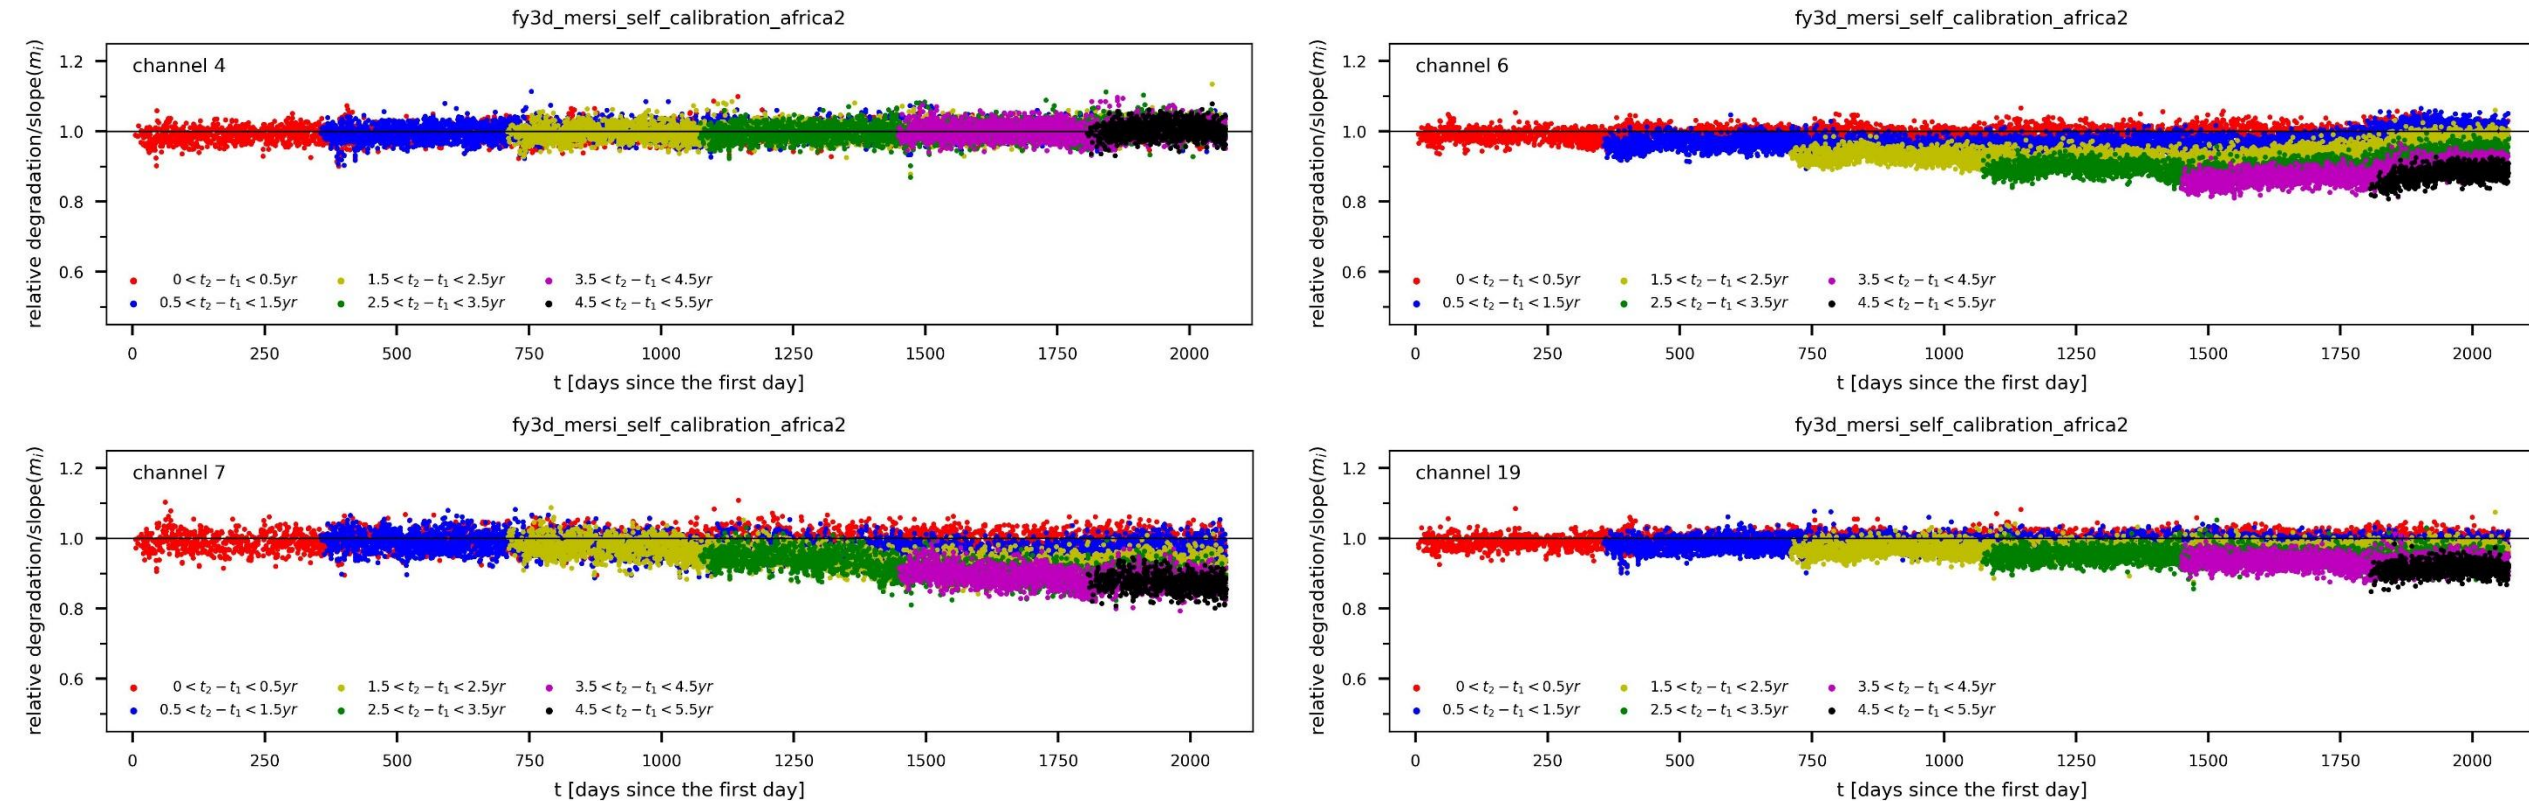 fy3d_mersi_self_calibration_africa2
relative degradation/slope(mᵢ)
channel 4
1.2
1.0
0.8
0.6
0 < t₂ − t₁ < 0.5yr
1.5 < t₂ − t₁ < 2.5yr
3.5 < t₂ − t₁ < 4.5yr
0.5 < t₂ − t₁ < 1.5yr
2.5 < t₂ − t₁ < 3.5yr
4.5 < t₂ − t₁ < 5.5yr
0 250 500 750 1000 1250 1500 1750 2000
t [days since the first day]
fy3d_mersi_self_calibration_africa2
relative degradation/slope(mᵢ)
channel 6
1.2
1.0
0.8
0.6
0 < t₂ − t₁ < 0.5yr
1.5 < t₂ − t₁ < 2.5yr
3.5 < t₂ − t₁ < 4.5yr
0.5 < t₂ − t₁ < 1.5yr
2.5 < t₂ − t₁ < 3.5yr
4.5 < t₂ − t₁ < 5.5yr
0 250 500 750 1000 1250 1500 1750 2000
t [days since the first day]
fy3d_mersi_self_calibration_africa2
relative degradation/slope(mᵢ)
channel 7
1.2
1.0
0.8
0.6
0 < t₂ − t₁ < 0.5yr
1.5 < t₂ − t₁ < 2.5yr
3.5 < t₂ − t₁ < 4.5yr
0.5 < t₂ − t₁ < 1.5yr
2.5 < t₂ − t₁ < 3.5yr
4.5 < t₂ − t₁ < 5.5yr
0 250 500 750 1000 1250 1500 1750 2000
t [days since the first day]
fy3d_mersi_self_calibration_africa2
relative degradation/slope(mᵢ)
channel 19
1.2
1.0
0.8
0.6
0 < t₂ − t₁ < 0.5yr
1.5 < t₂ − t₁ < 2.5yr
3.5 < t₂ − t₁ < 4.5yr
0.5 < t₂ − t₁ < 1.5yr
2.5 < t₂ − t₁ < 3.5yr
4.5 < t₂ − t₁ < 5.5yr
0 250 500 750 1000 1250 1500 1750 2000
t [days since the first day]